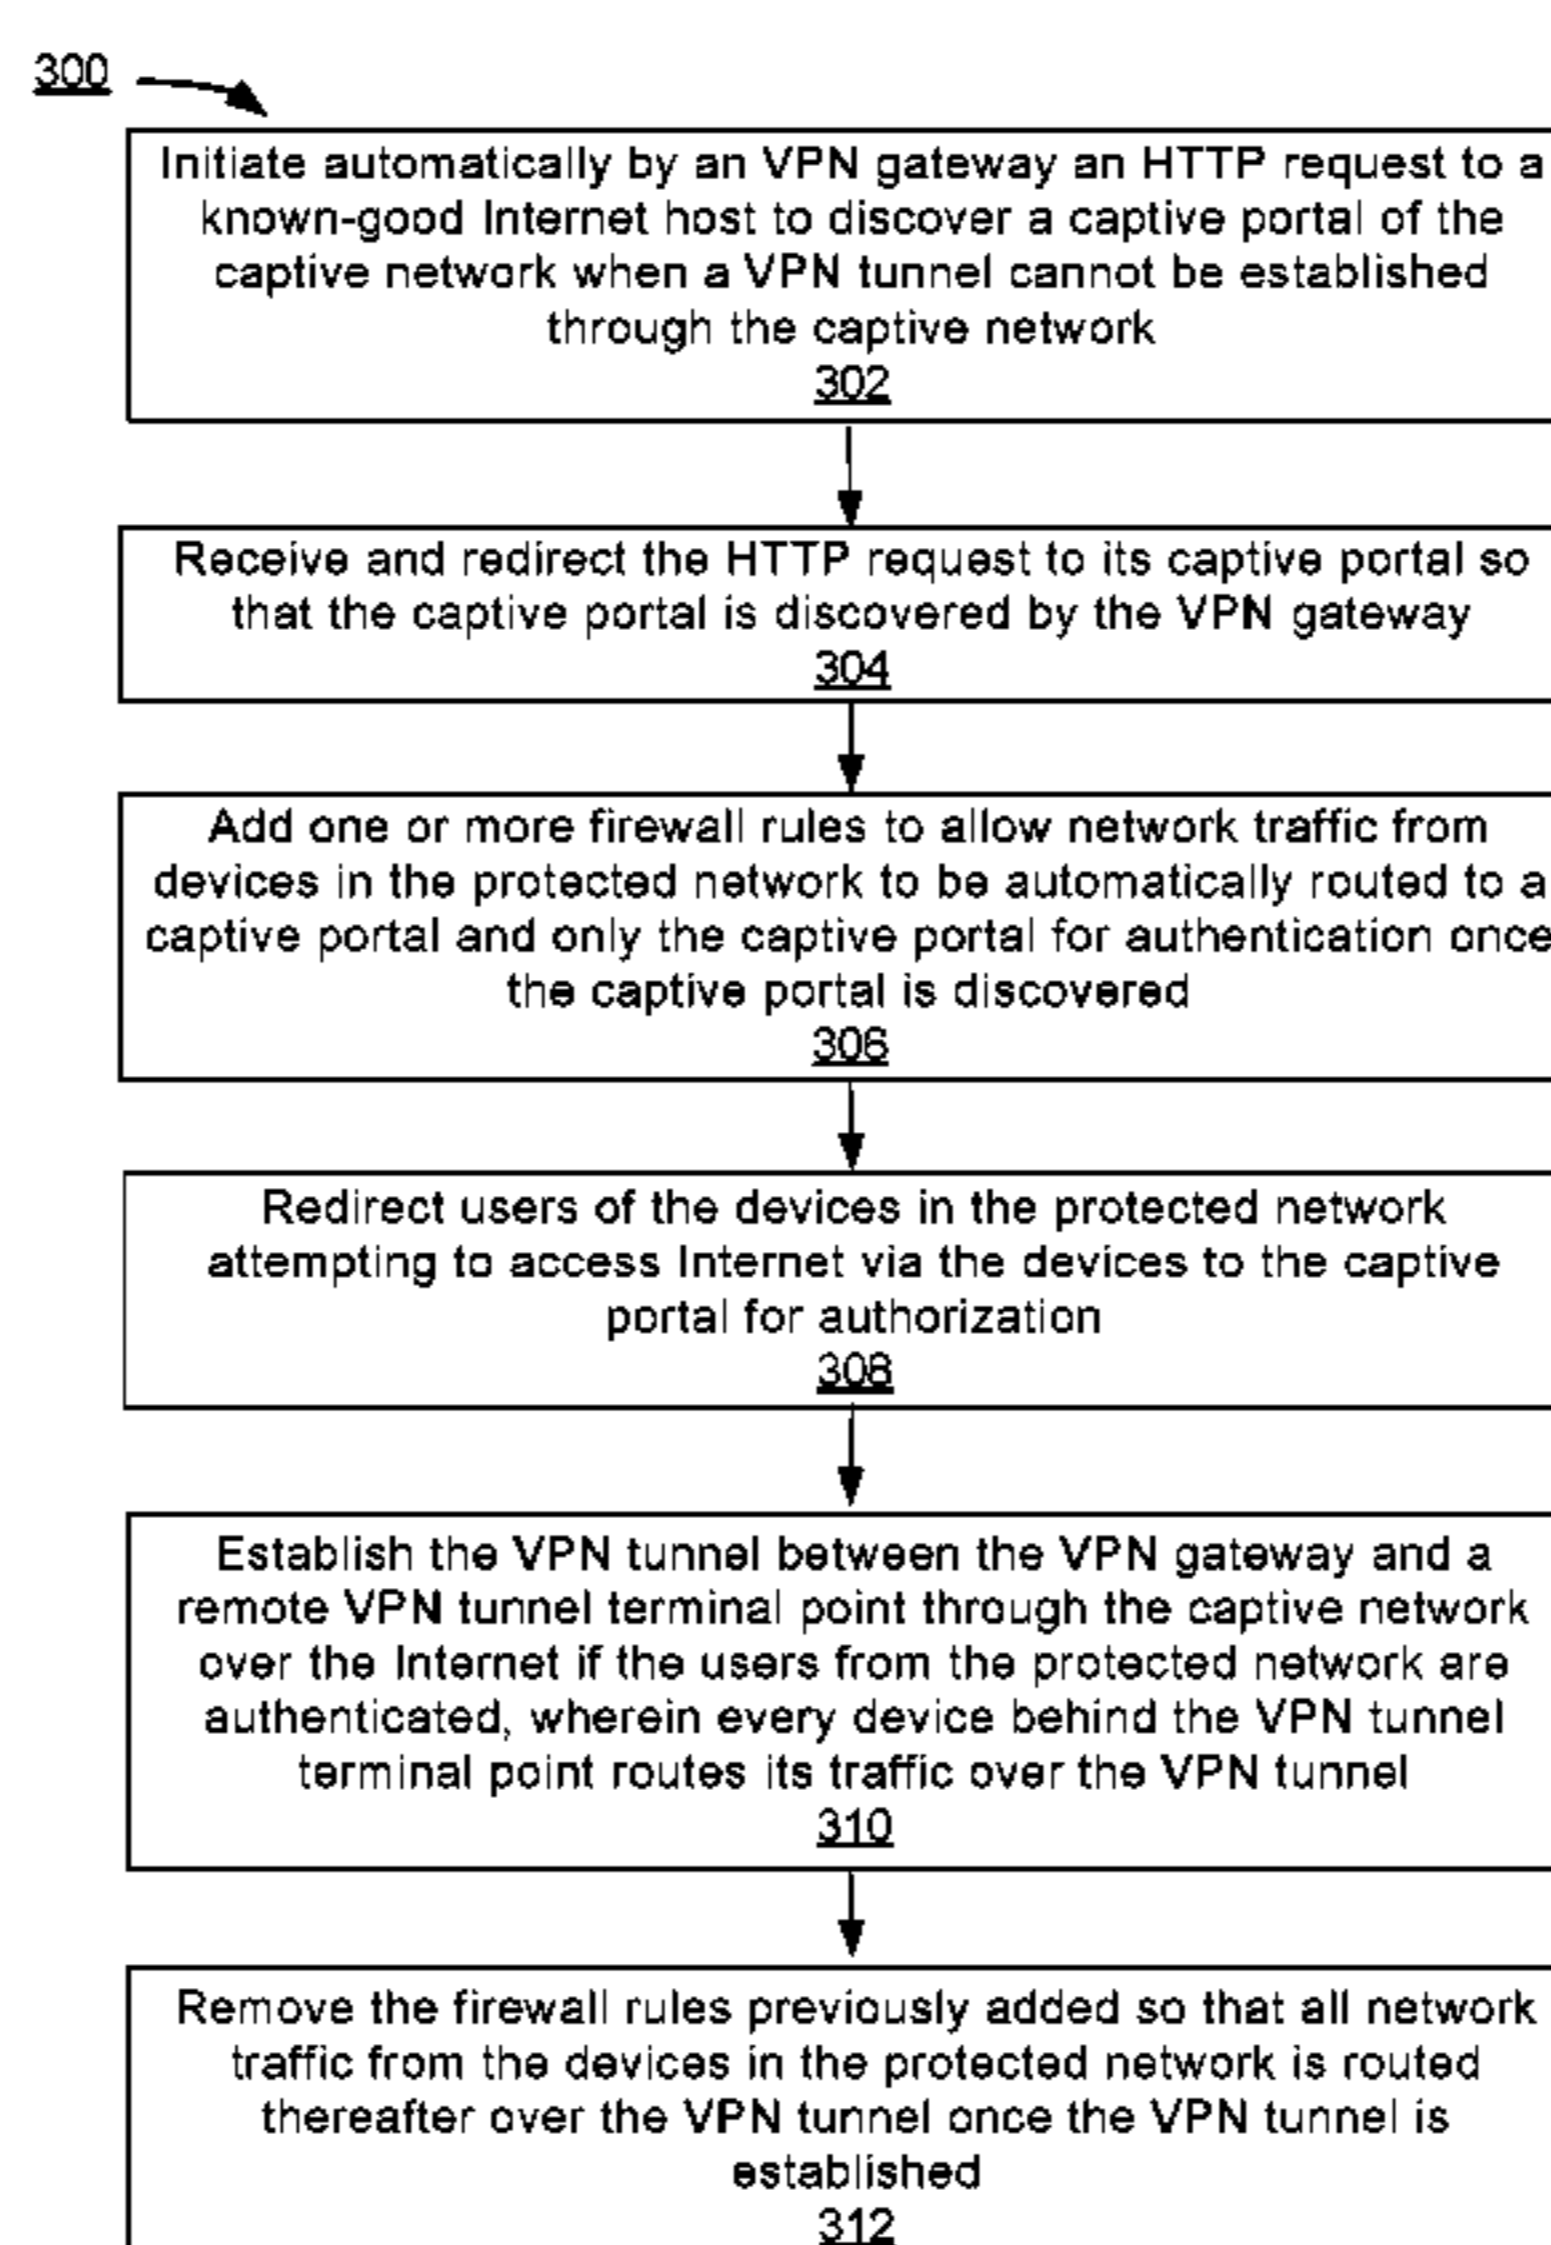 300
Initiate automatically by an VPN gateway an HTTP request to a
known-good Internet host to discover a captive portal of the
captive network when a VPN tunnel cannot be established
through the captive network
302
Receive and redirect the HTTP request to its captive portal so
that the captive portal is discovered by the VPN gateway
304
Add one or more firewall rules to allow network traffic from
devices in the protected network to be automatically routed to a
captive portal and only the captive portal for authentication once
the captive portal is discovered
306
Redirect users of the devices in the protected network
attempting to access Internet via the devices to the captive
portal for authorization
308
Establish the VPN tunnel between the VPN gateway and a
remote VPN tunnel terminal point through the captive network
over the Internet if the users from the protected network are
authenticated, wherein every device behind the VPN tunnel
terminal point routes its traffic over the VPN tunnel
310
Remove the firewall rules previously added so that all network
traffic from the devices in the protected network is routed
thereafter over the VPN tunnel once the VPN tunnel is
established
312